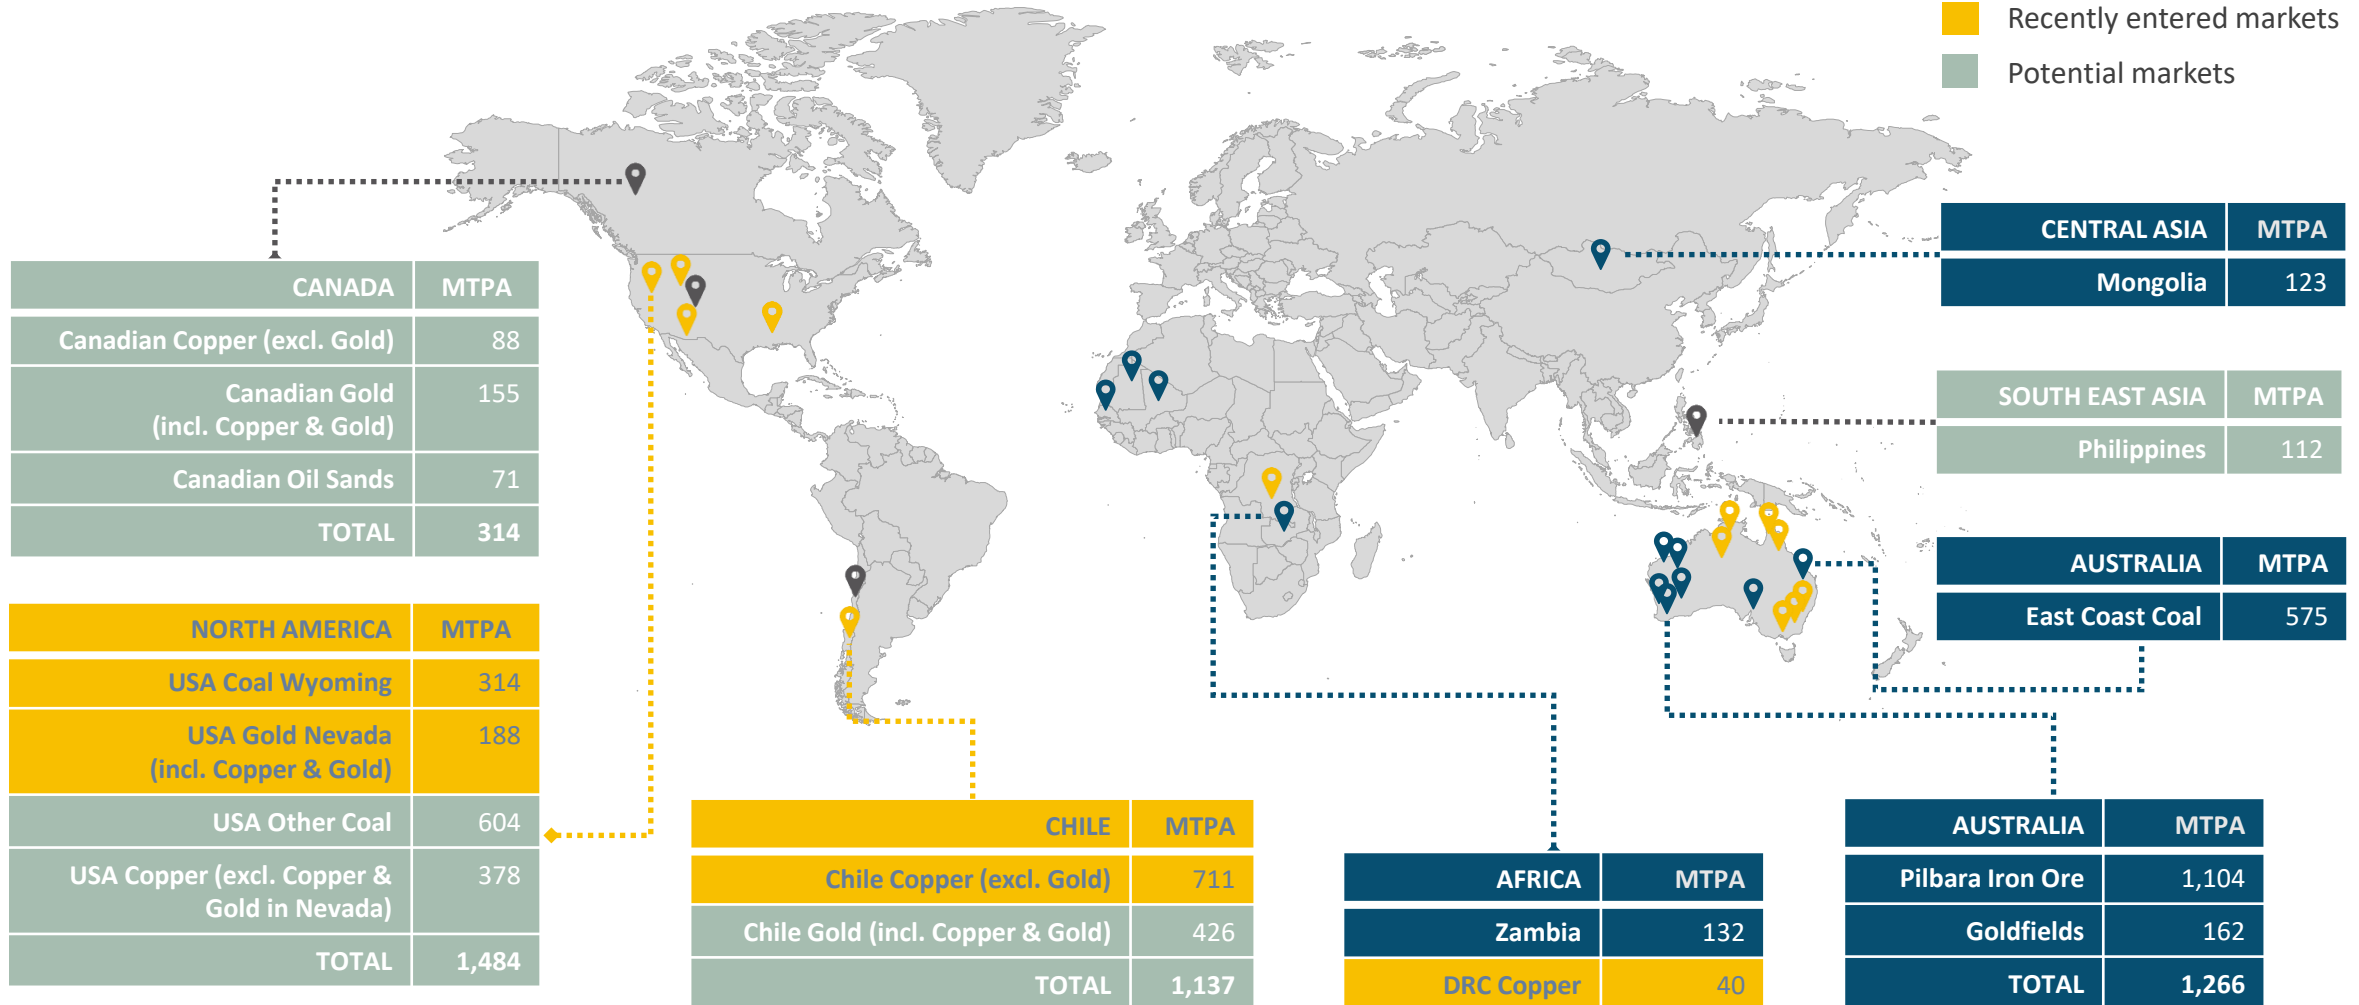 Recently entered markets
Potential markets
CANADA MTPA
Canadian Copper (excl. Gold) 88
Canadian Gold 155
(incl. Copper & Gold)
Canadian Oil Sands 71
TOTAL 314
NORTH AMERICA MTPA
USA Coal Wyoming 314
USA Gold Nevada 188
(incl. Copper & Gold)
USA Other Coal 604
USA Copper (excl. Copper & 378
Gold in Nevada)
TOTAL 1,484
CHILE MTPA
Chile Copper (excl. Gold) 711
Chile Gold (incl. Copper & Gold) 426
TOTAL 1,137
AFRICA MTPA
Zambia 132
DRC Copper 40
CENTRAL ASIA MTPA
Mongolia 123
SOUTH EAST ASIA MTPA
Philippines 112
AUSTRALIA MTPA
East Coast Coal 575
AUSTRALIA MTPA
Pilbara Iron Ore 1,104
Goldfields 162
TOTAL 1,266